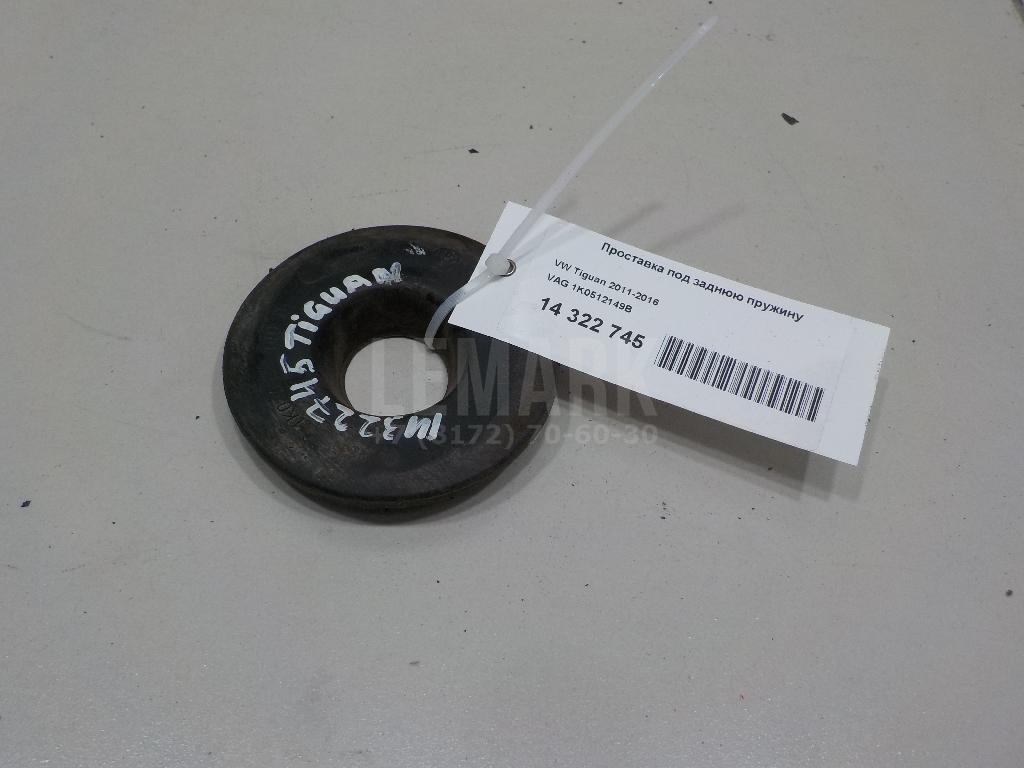 Проставка под заднюю пружину
VW Tiguan 2011-2016
VAG 1K0512149B
14 322 745
14322745 TIGUAN
LEMARK
(8172) 70-60-30